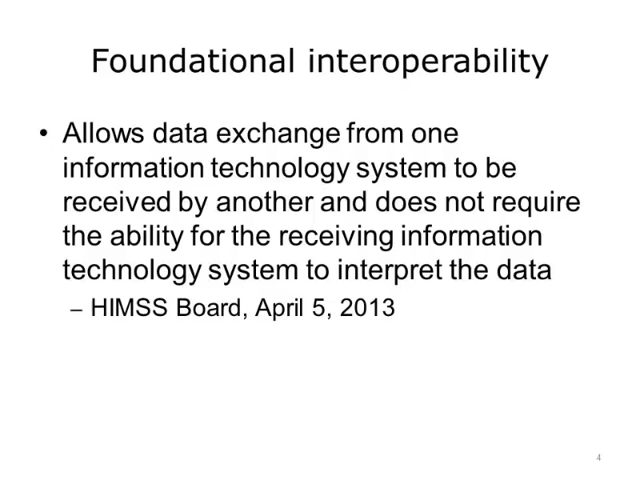 Foundational interoperability
• Allows data exchange from one
information technology system to be
received by another and does not require
the ability for the receiving information
technology system to interpret the data
– HIMSS Board, April 5, 2013
4